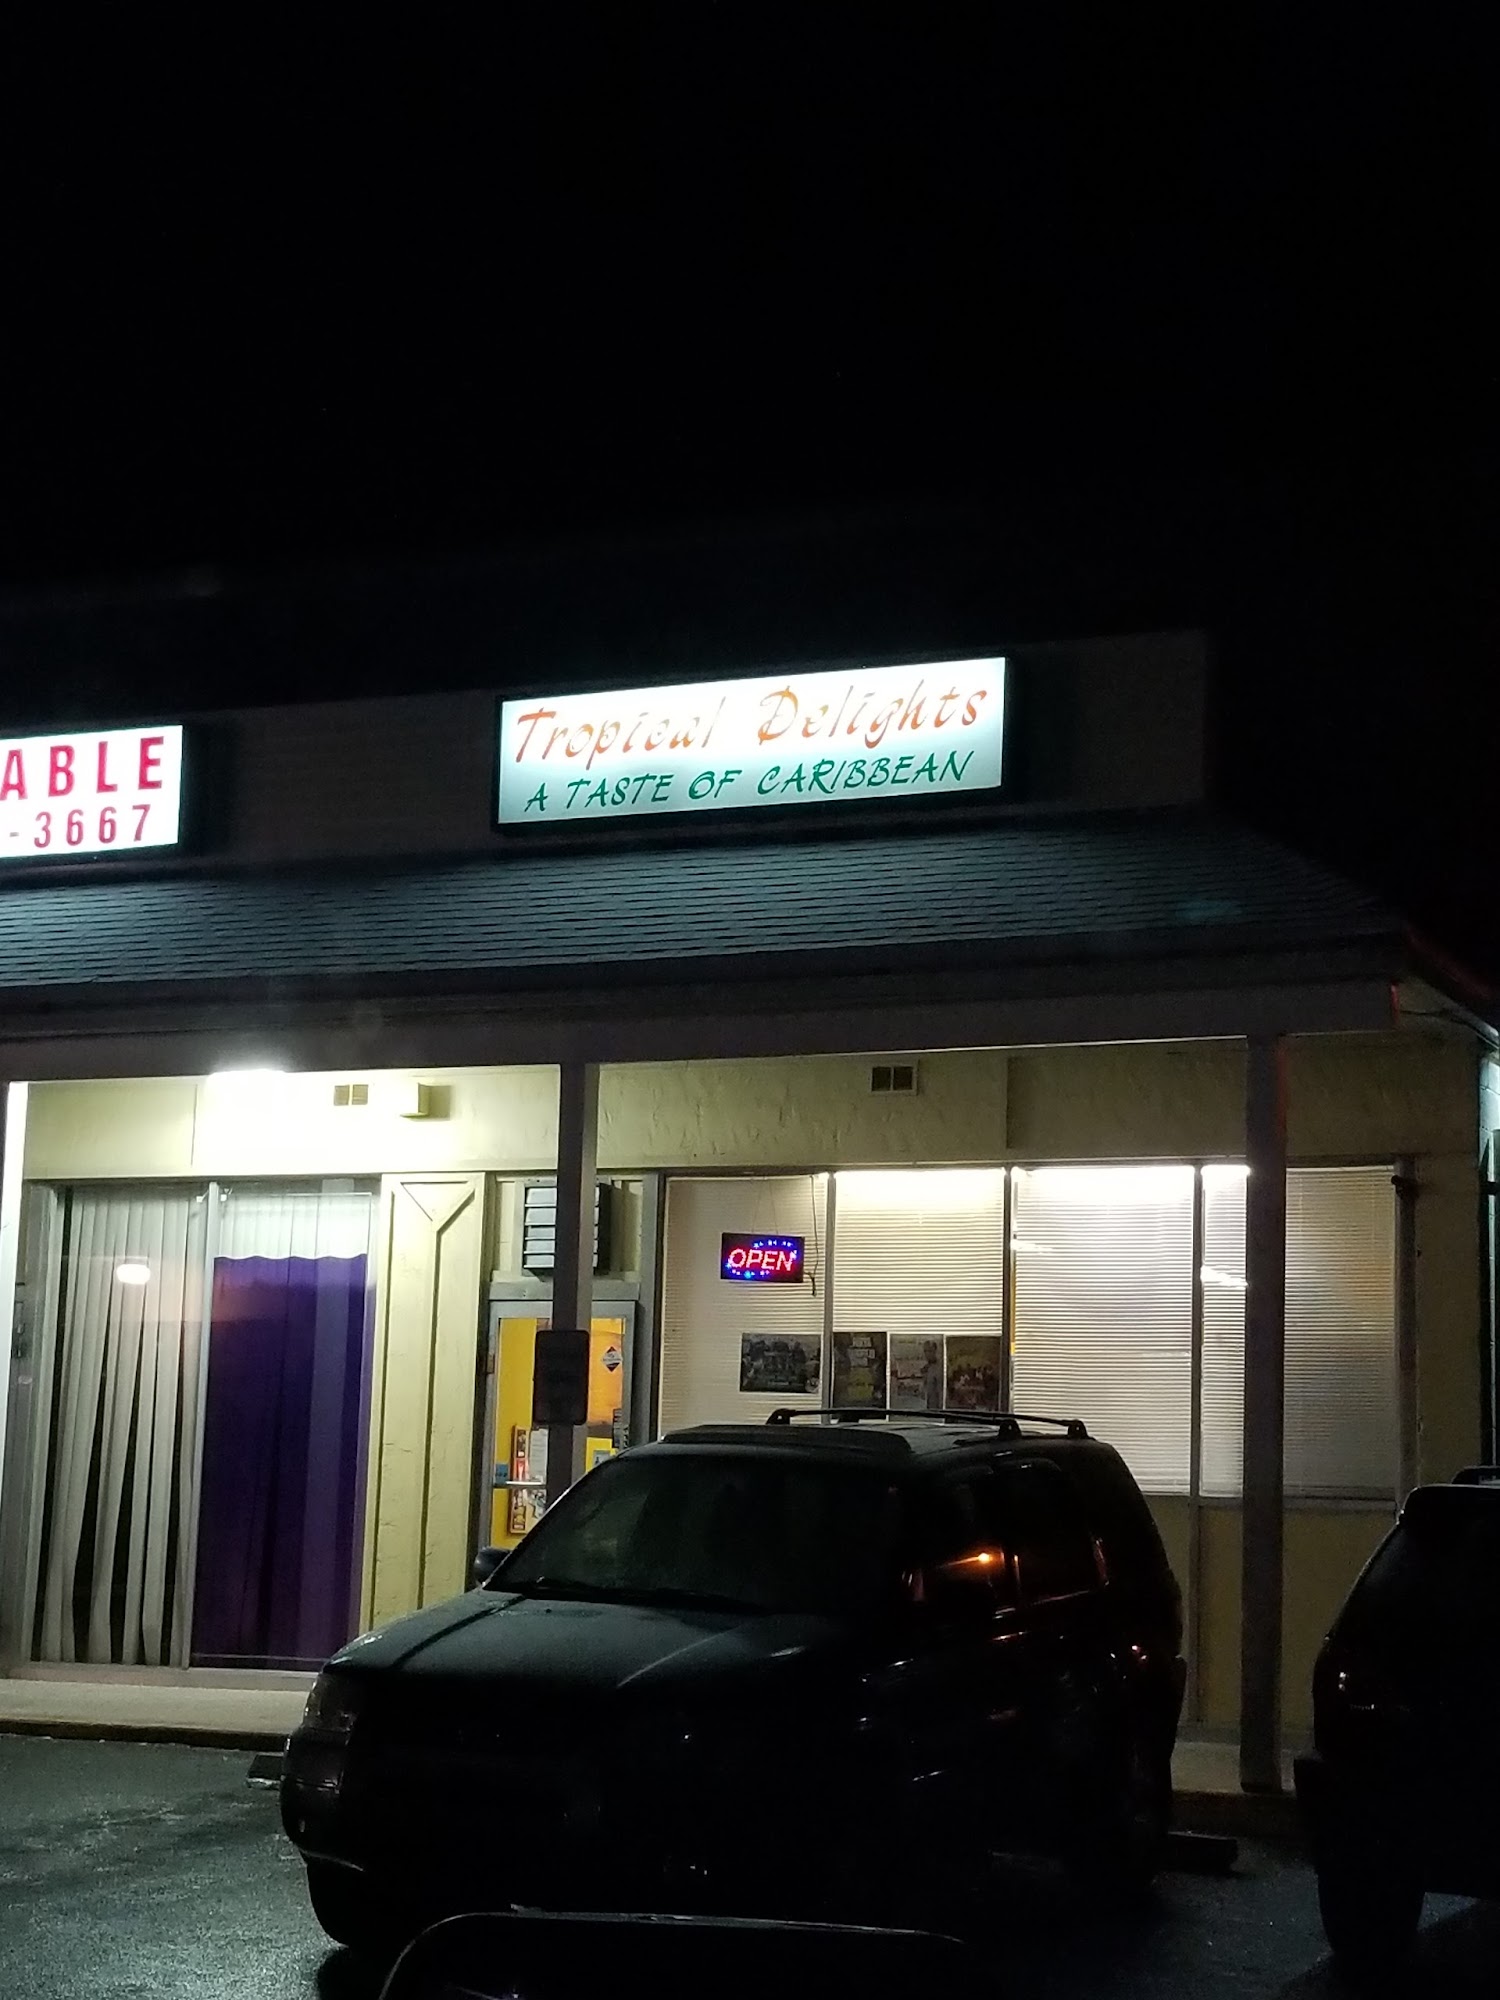 ABLE
-3667
Tropical Delights
A TASTE OF CARIBBEAN
OPEN